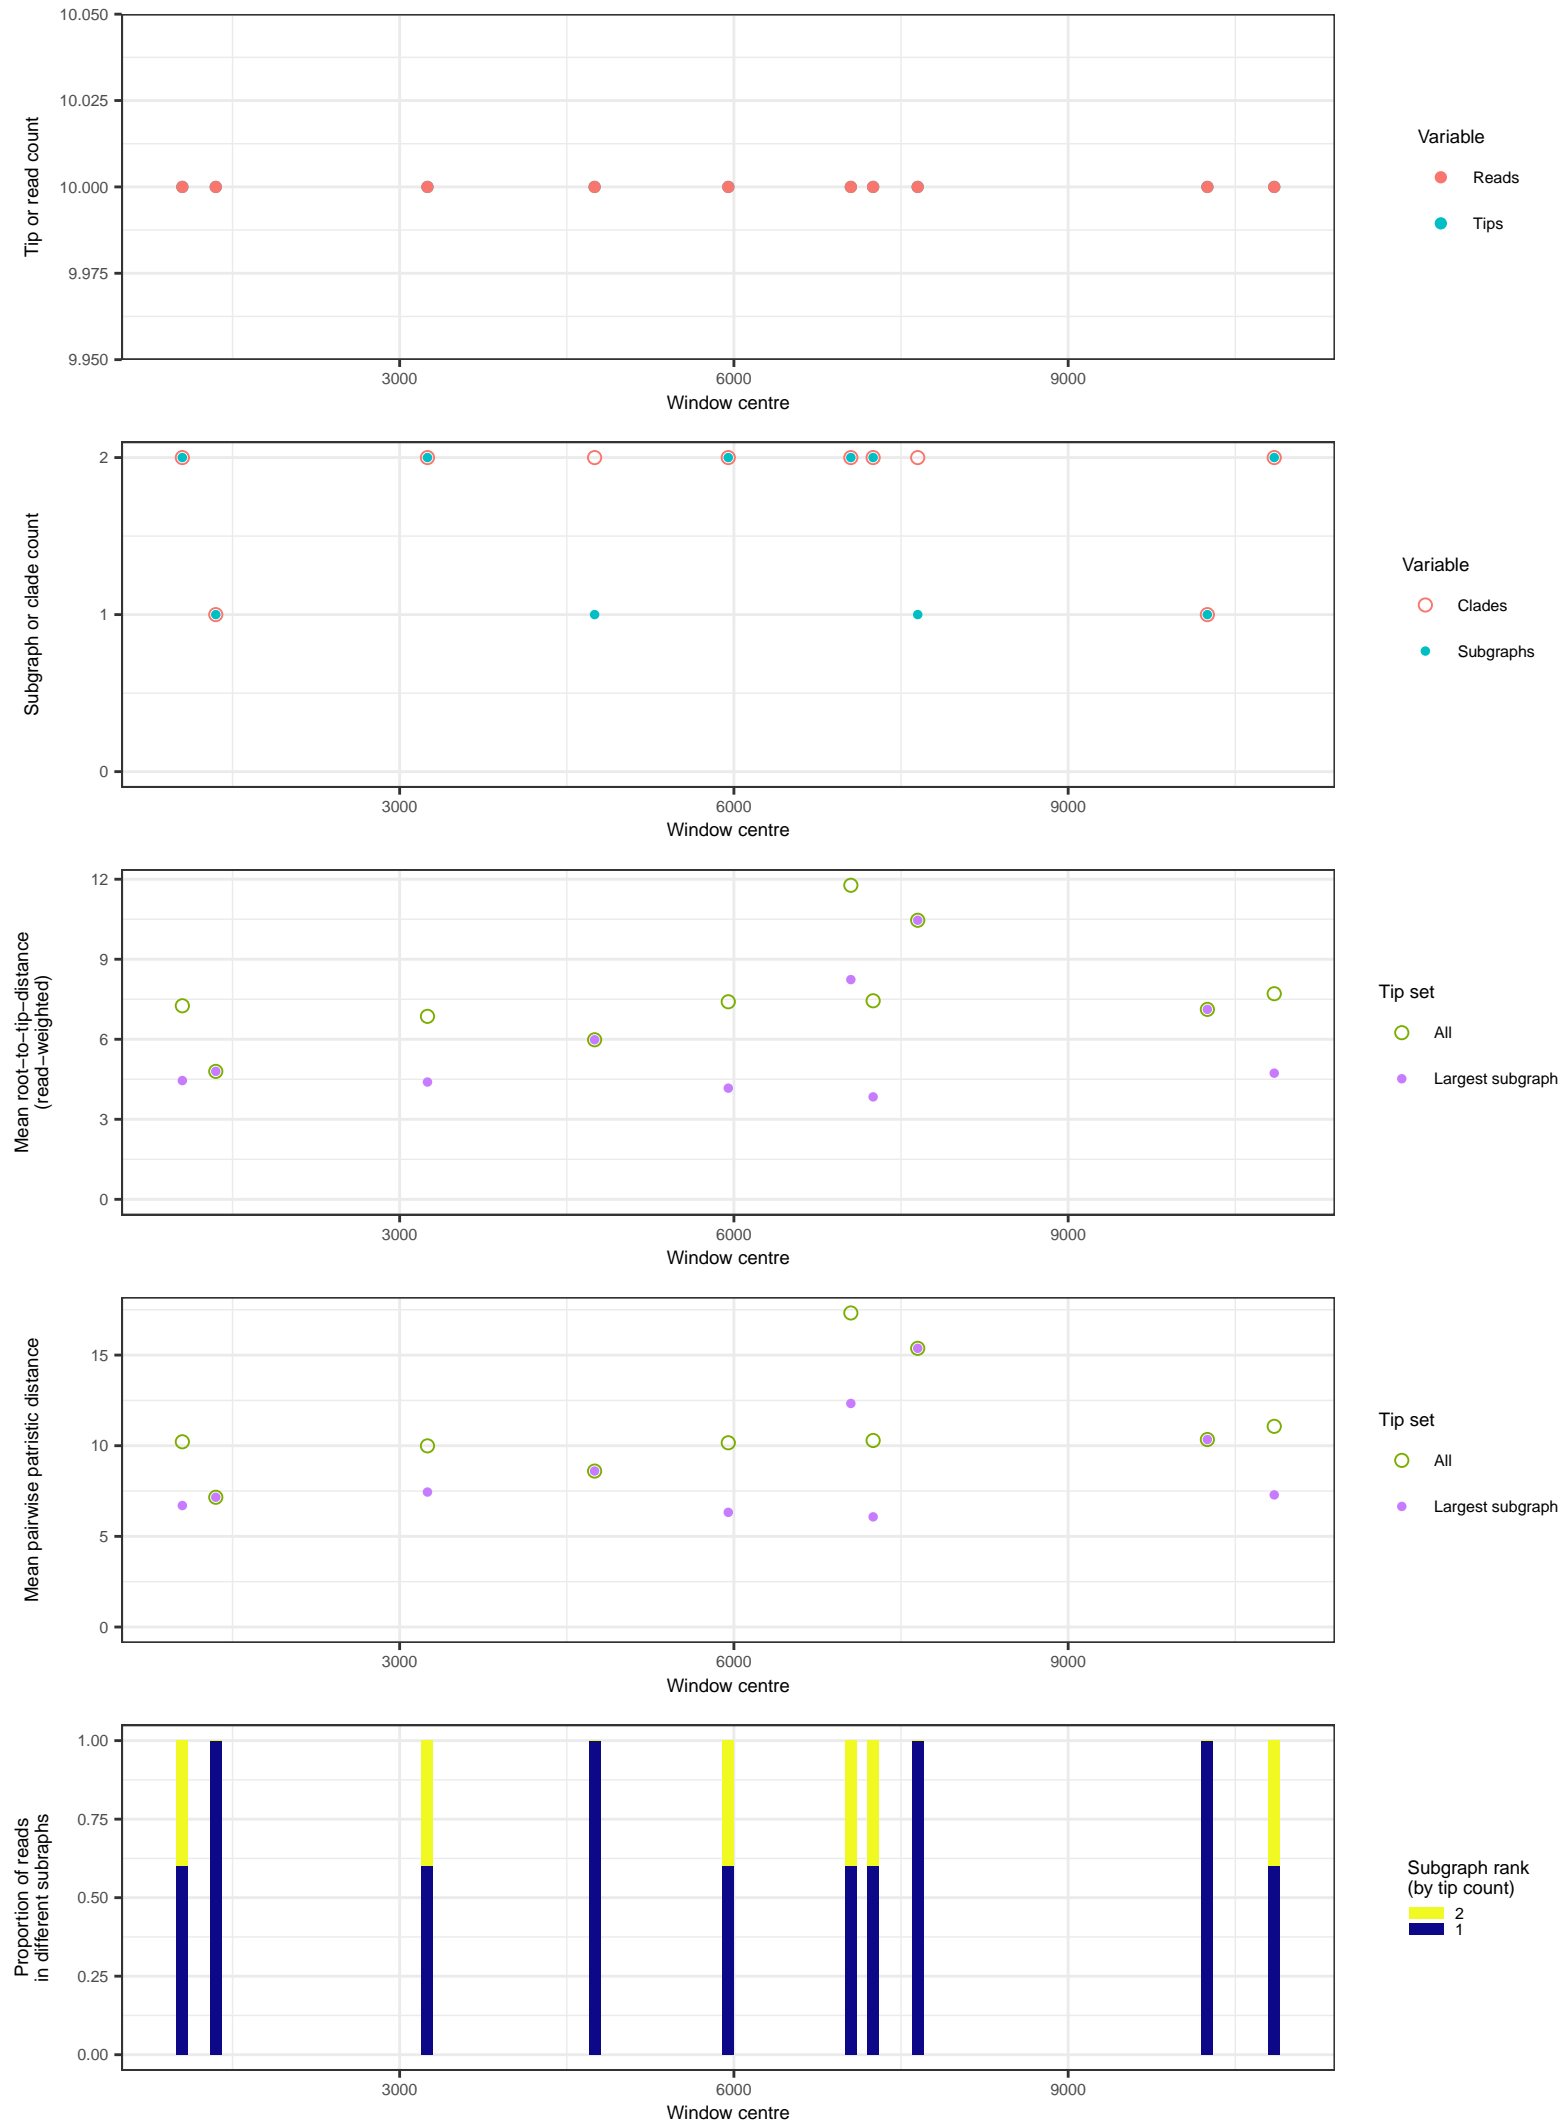 10.050
10.025
10.000
9.975
9.950
Tip or read count
3000
6000
9000
Window centre
Variable
Reads
Tips
2
1
0
Subgraph or clade count
3000
6000
9000
Window centre
Variable
Clades
Subgraphs
12
9
6
3
0
Mean root−to−tip−distance
(read−weighted)
3000
6000
9000
Window centre
Tip set
All
Largest subgraph
15
10
5
0
Mean pairwise patristic distance
3000
6000
9000
Window centre
Tip set
All
Largest subgraph
1.00
0.75
0.50
0.25
0.00
Proportion of reads
in different subraphs
3000
6000
9000
Window centre
Subgraph rank
(by tip count)
2
1